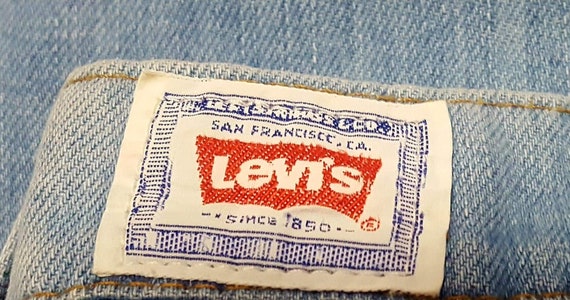 SAN FRANCISCO, CA.
Levi's
- SINCE 1850 -
®